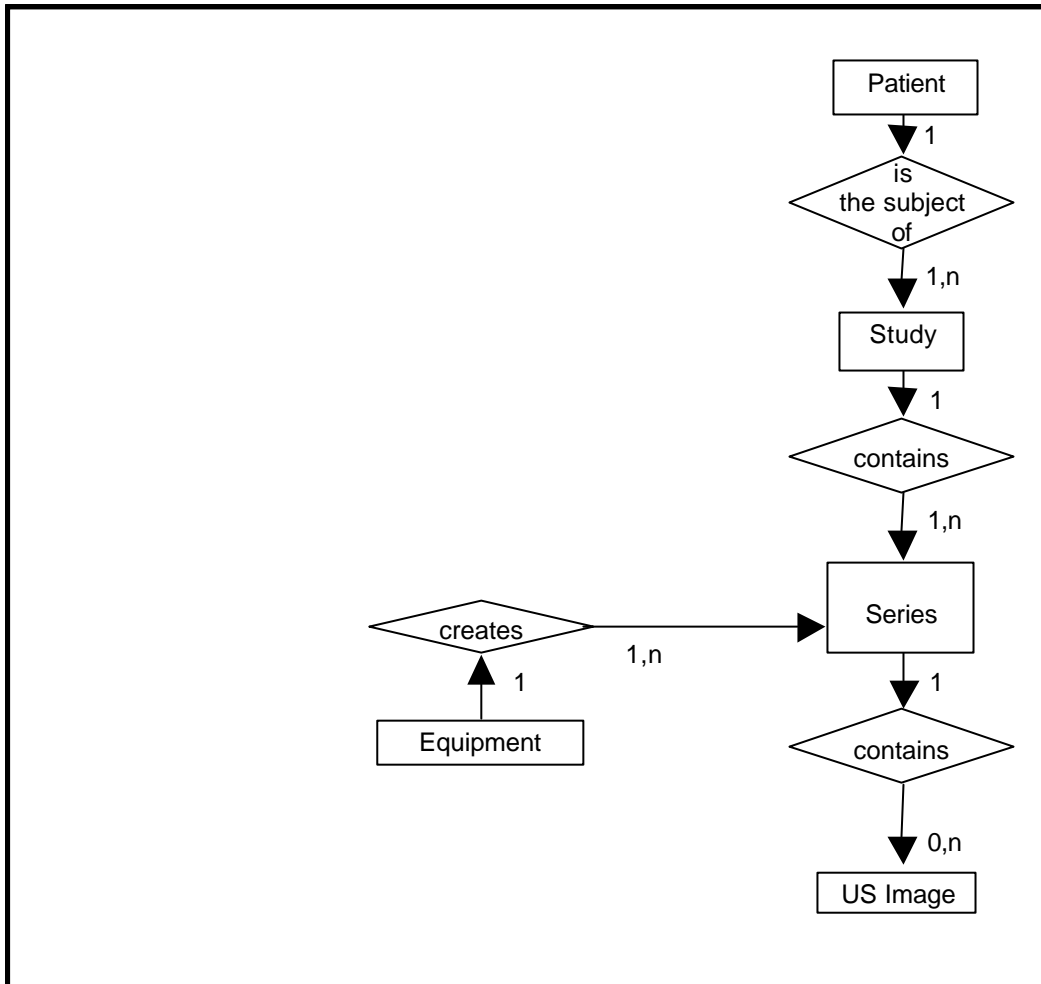 Patient
1
is
the subject
of
1,n
Study
1
contains
1,n
Series
creates
1,n
1
1
Equipment
contains
0,n
US Image